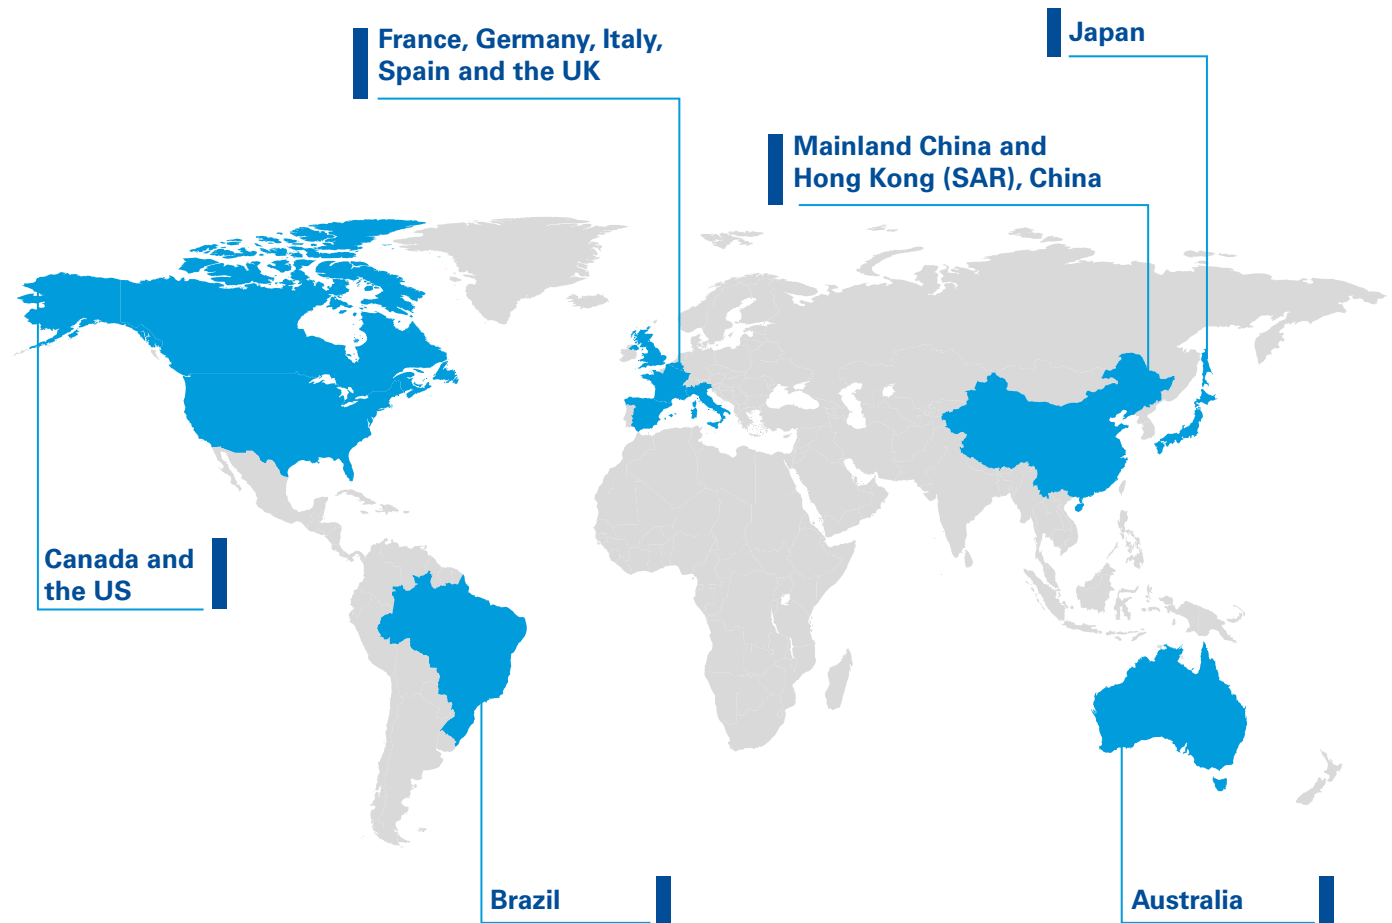 France, Germany, Italy,
Spain and the UK
Japan
Mainland China and
Hong Kong (SAR), China
Canada and
the US
Brazil
Australia